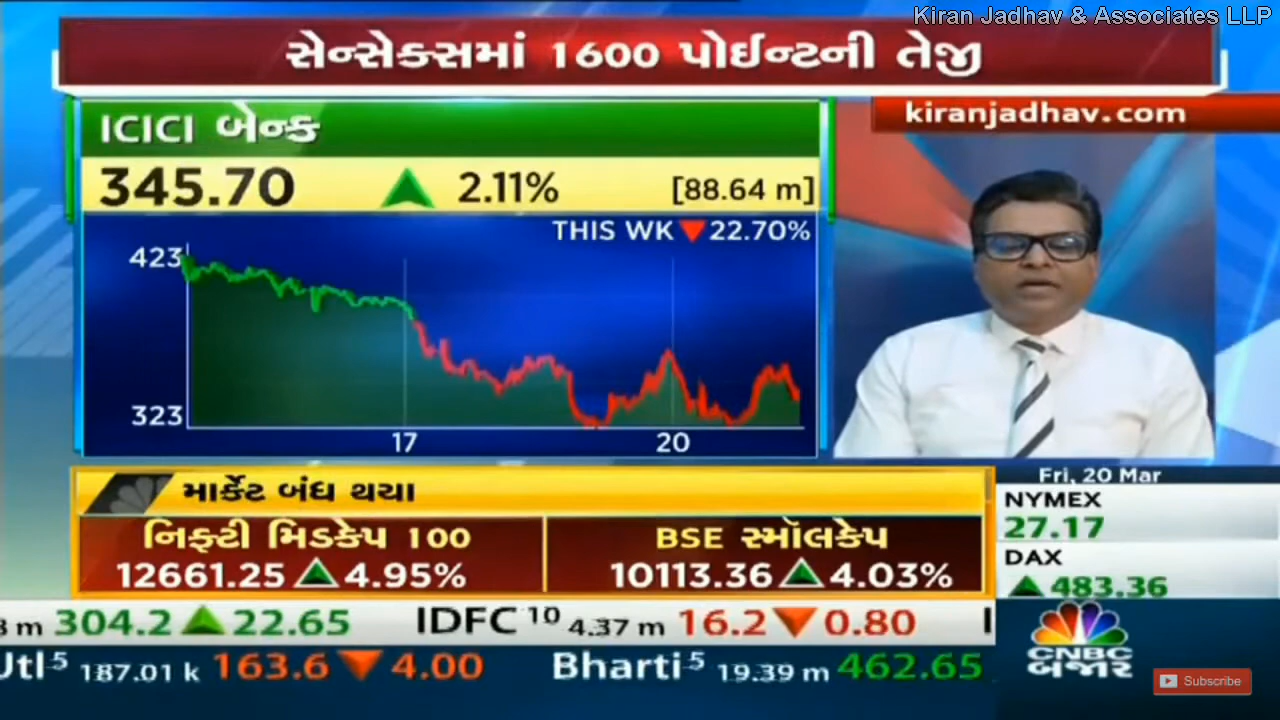 Kiran Jadhav & Associates LLP
સેન્સેક્સમાં 1600 પોઈન્ટની તેજી
kiranjadhav.com
ICICI બેન્ક
345.70 2.11% [88.64 m]
THIS WK 22.70%
423
323
17 20
માર્કેટ બંધ થયા
નિફ્ટી મિડકેપ 100
12661.25 4.95%
BSE સ્મૉલકેપ
10113.36 4.03%
Fri, 20 Mar
NYMEX
27.17
DAX
483.36
m 304.2 22.65 IDFC 10 4.37 m 16.2 0.80
Utl 5 187.01 k 163.6 4.00 Bharti 5 19.39 m 462.65
CNBC
બજાર
Subscribe